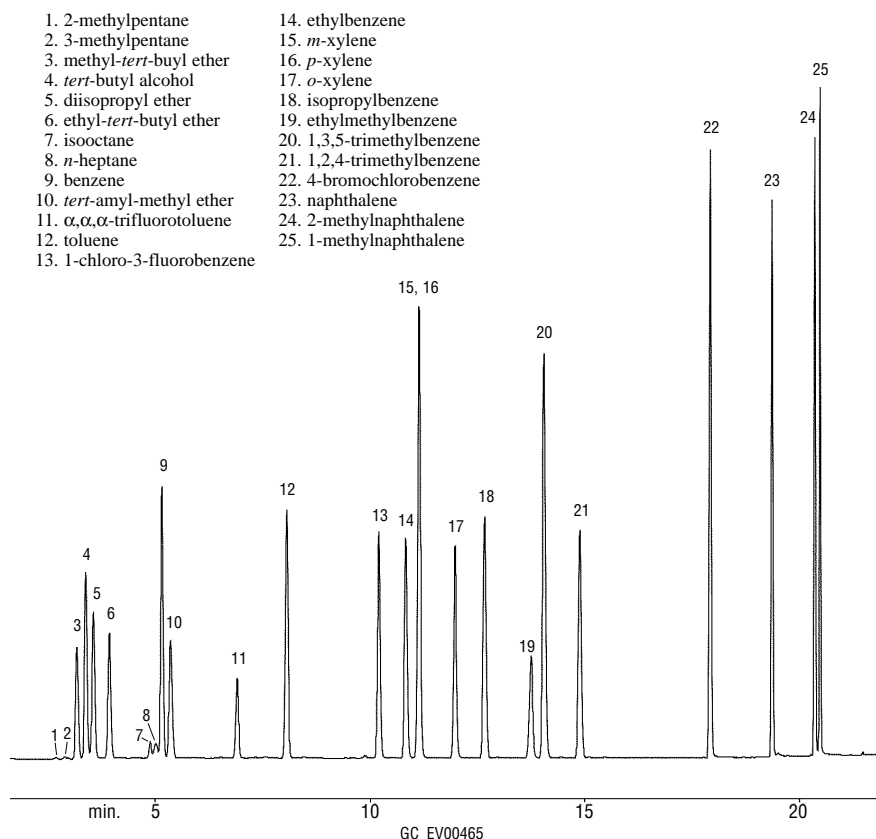 1. 2-methylpentane
2. 3-methylpentane
3. methyl-tert-buyl ether
4. tert-butyl alcohol
5. diisopropyl ether
6. ethyl-tert-butyl ether
7. isooctane
8. n-heptane
9. benzene
10. tert-amyl-methyl ether
11. α,α,α-trifluorotoluene
12. toluene
13. 1-chloro-3-fluorobenzene
14. ethylbenzene
15. m-xylene
16. p-xylene
17. o-xylene
18. isopropylbenzene
19. ethylmethylbenzene
20. 1,3,5-trimethylbenzene
21. 1,2,4-trimethylbenzene
22. 4-bromochlorobenzene
23. naphthalene
24. 2-methylnaphthalene
25. 1-methylnaphthalene
1
2
3
4
5
6
7
8
9
10
11
12
13
14
15, 16
17
18
19
20
21
22
23
24
25
min. 5 10 15 20
GC_EV00465